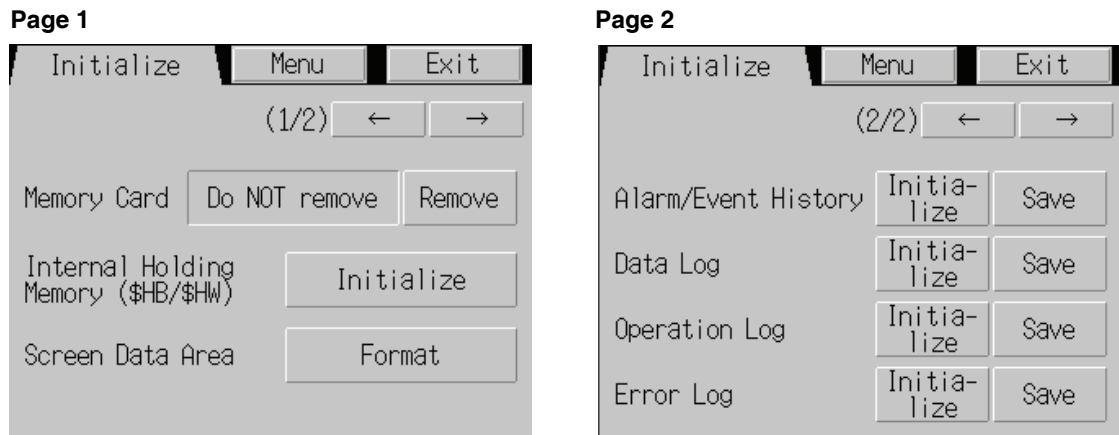 Page 1
Initialize Menu Exit
(1/2) ← →
Memory Card Do NOT remove Remove
Internal Holding
Memory ($HB/$HW) Initialize
Screen Data Area Format
Page 2
Initialize Menu Exit
(2/2) ← →
Alarm/Event History Initia-
lize Save
Data Log Initia-
lize Save
Operation Log Initia-
lize Save
Error Log Initia-
lize Save